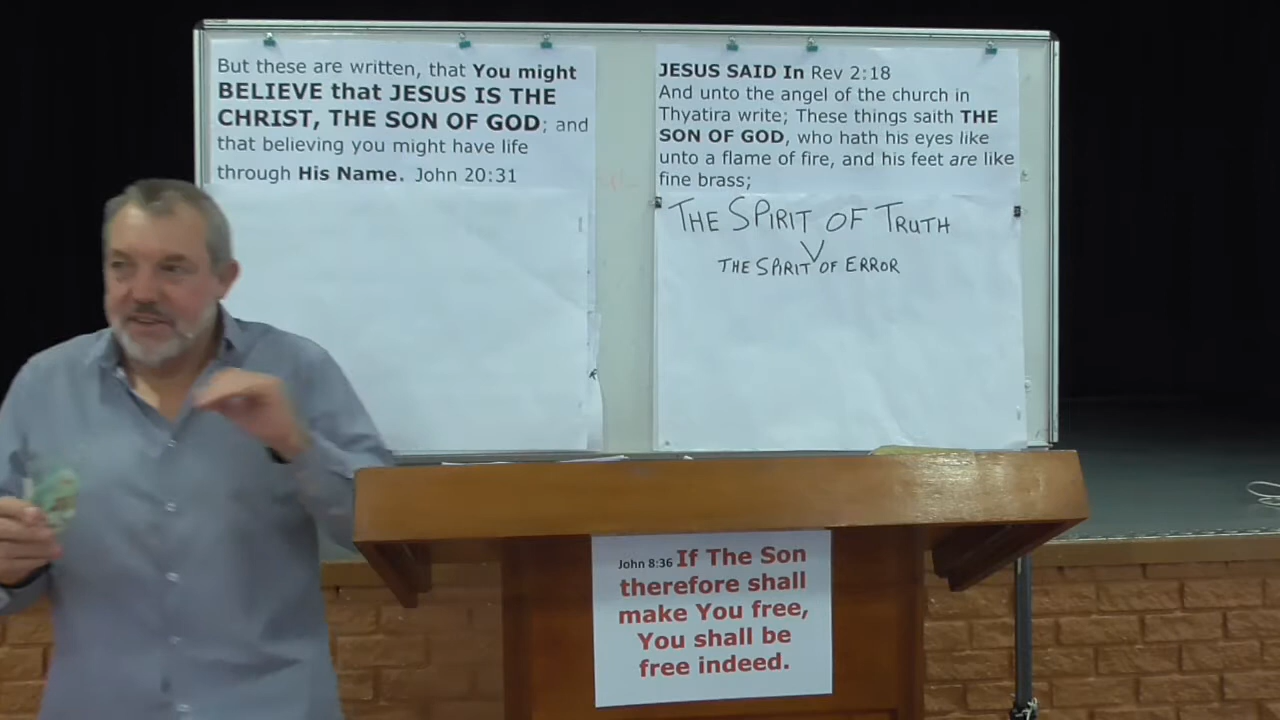 But these are written, that You might
BELIEVE that JESUS IS THE
CHRIST, THE SON OF GOD; and
that believing you might have life
through His Name. John 20:31
JESUS SAID In Rev 2:18
And unto the angel of the church in
Thyatira write; These things saith THE
SON OF GOD, who hath his eyes like
unto a flame of fire, and his feet are like
fine brass;
THE SPIRIT OF TRUTH
V
THE SPIRIT OF ERROR
John 8:36 If The Son
therefore shall
make You free,
You shall be
free indeed.